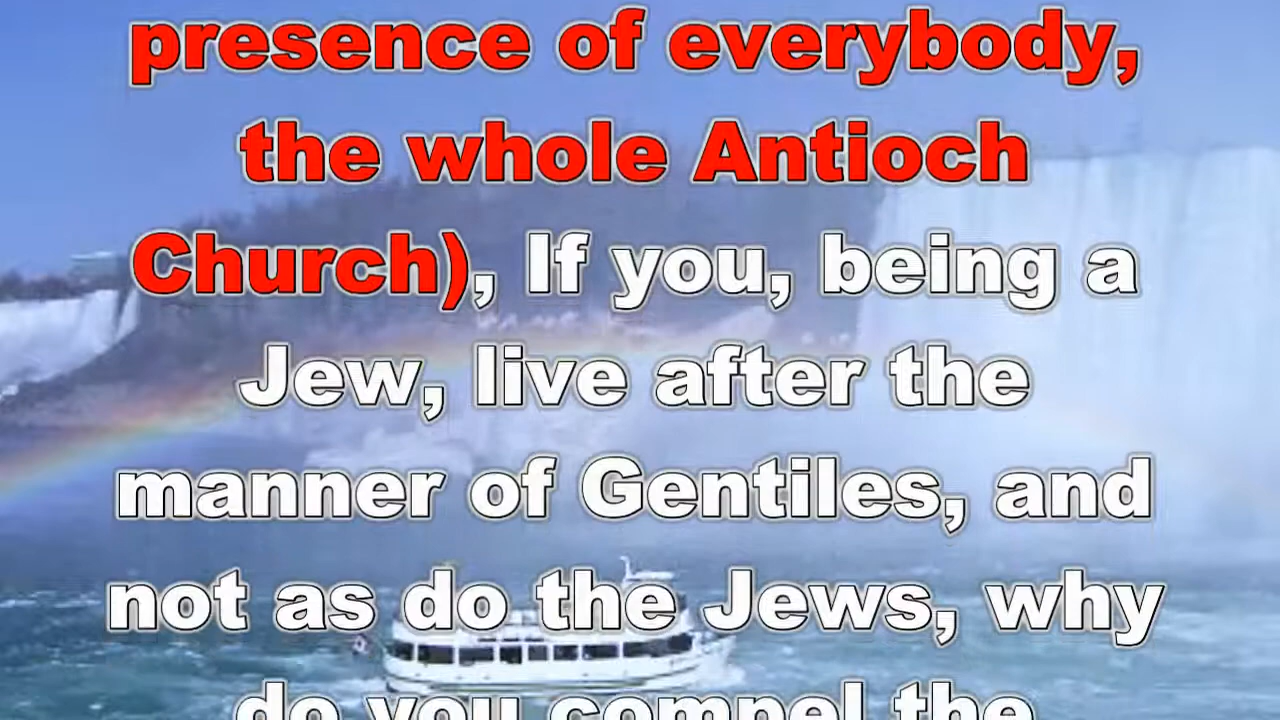 presence of everybody,
the whole Antioch
Church), If you, being a
Jew, live after the
manner of Gentiles, and
not as do the Jews, why
do you compel the